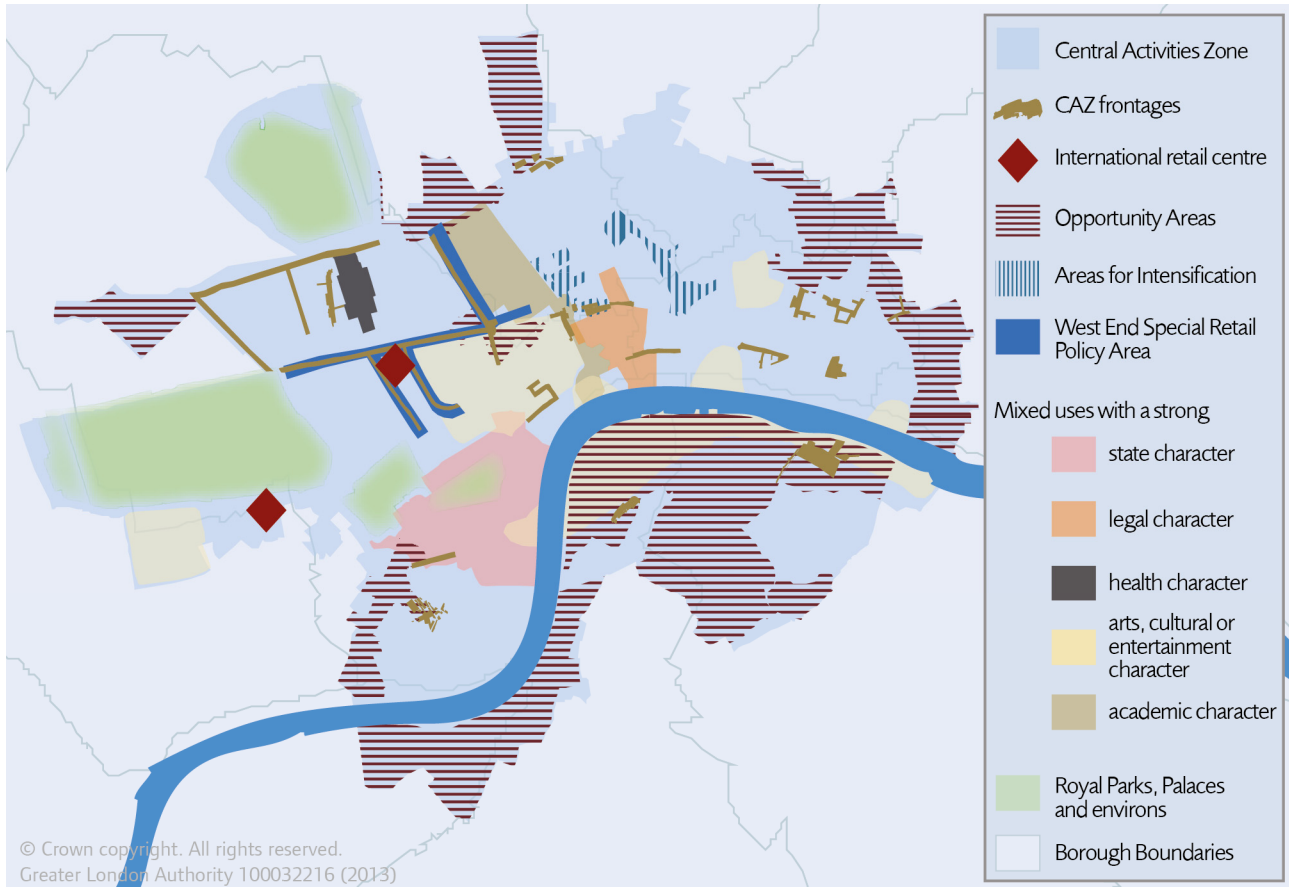 Central Activities Zone
CAZ frontages
International retail centre
Opportunity Areas
Areas for Intensification
West End Special Retail
Policy Area
Mixed uses with a strong
state character
legal character
health character
arts, cultural or
entertainment
character
academic character
Royal Parks, Palaces
and environs
Borough Boundaries
© Crown copyright. All rights reserved.
Greater London Authority 100032216 (2013)